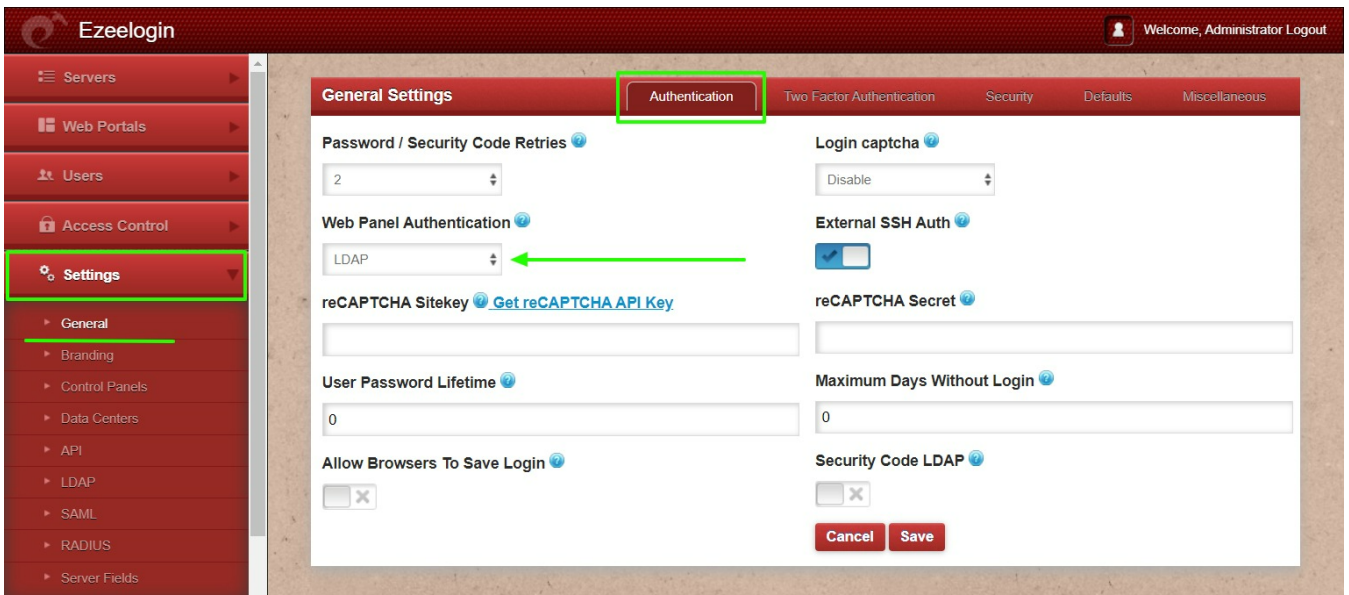 Ezeelogin
Welcome, Administrator Logout
Servers
Web Portals
Users
Access Control
Settings
General
Branding
Control Panels
Data Centers
API
LDAP
SAML
RADIUS
Server Fields
General Settings
Authentication
Two Factor Authentication
Security
Defaults
Miscellaneous
Password / Security Code Retries ?
Login captcha ?
2
Disable
Web Panel Authentication ?
External SSH Auth ?
LDAP
reCAPTCHA Sitekey ? Get reCAPTCHA API Key
reCAPTCHA Secret ?
User Password Lifetime ?
Maximum Days Without Login ?
0
0
Allow Browsers To Save Login ?
Security Code LDAP ?
Cancel
Save